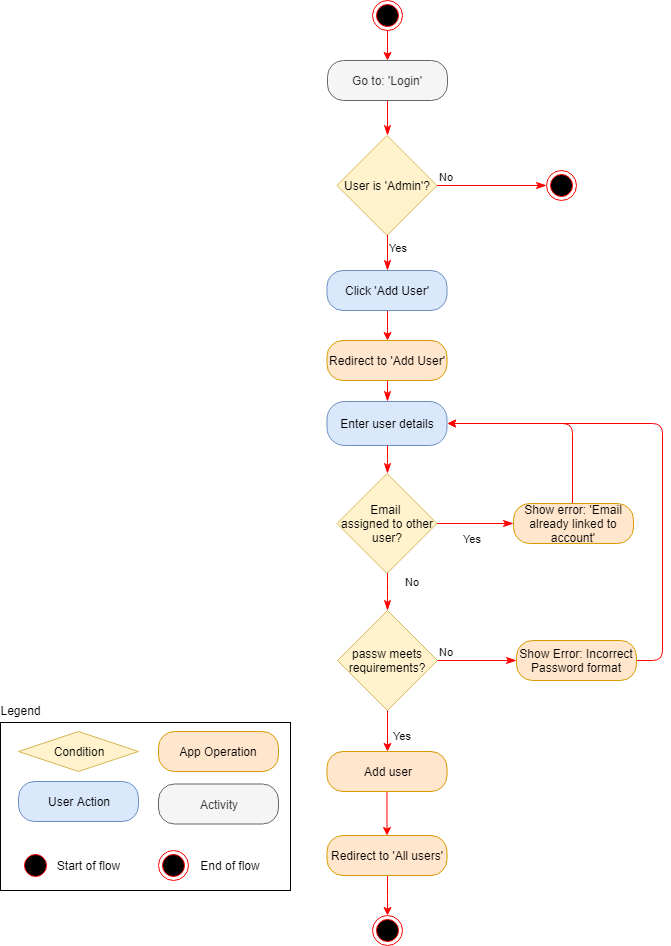 Go to: 'Login'
User is 'Admin'?
No
Yes
Click 'Add User'
Redirect to 'Add User'
Enter user details
Email
assigned to other
user?
Yes
Show error: 'Email
already linked to
account'
No
passw meets
requirements?
No
Show Error: Incorrect
Password format
Yes
Add user
Redirect to 'All users'
Legend
Condition
App Operation
User Action
Activity
Start of flow
End of flow